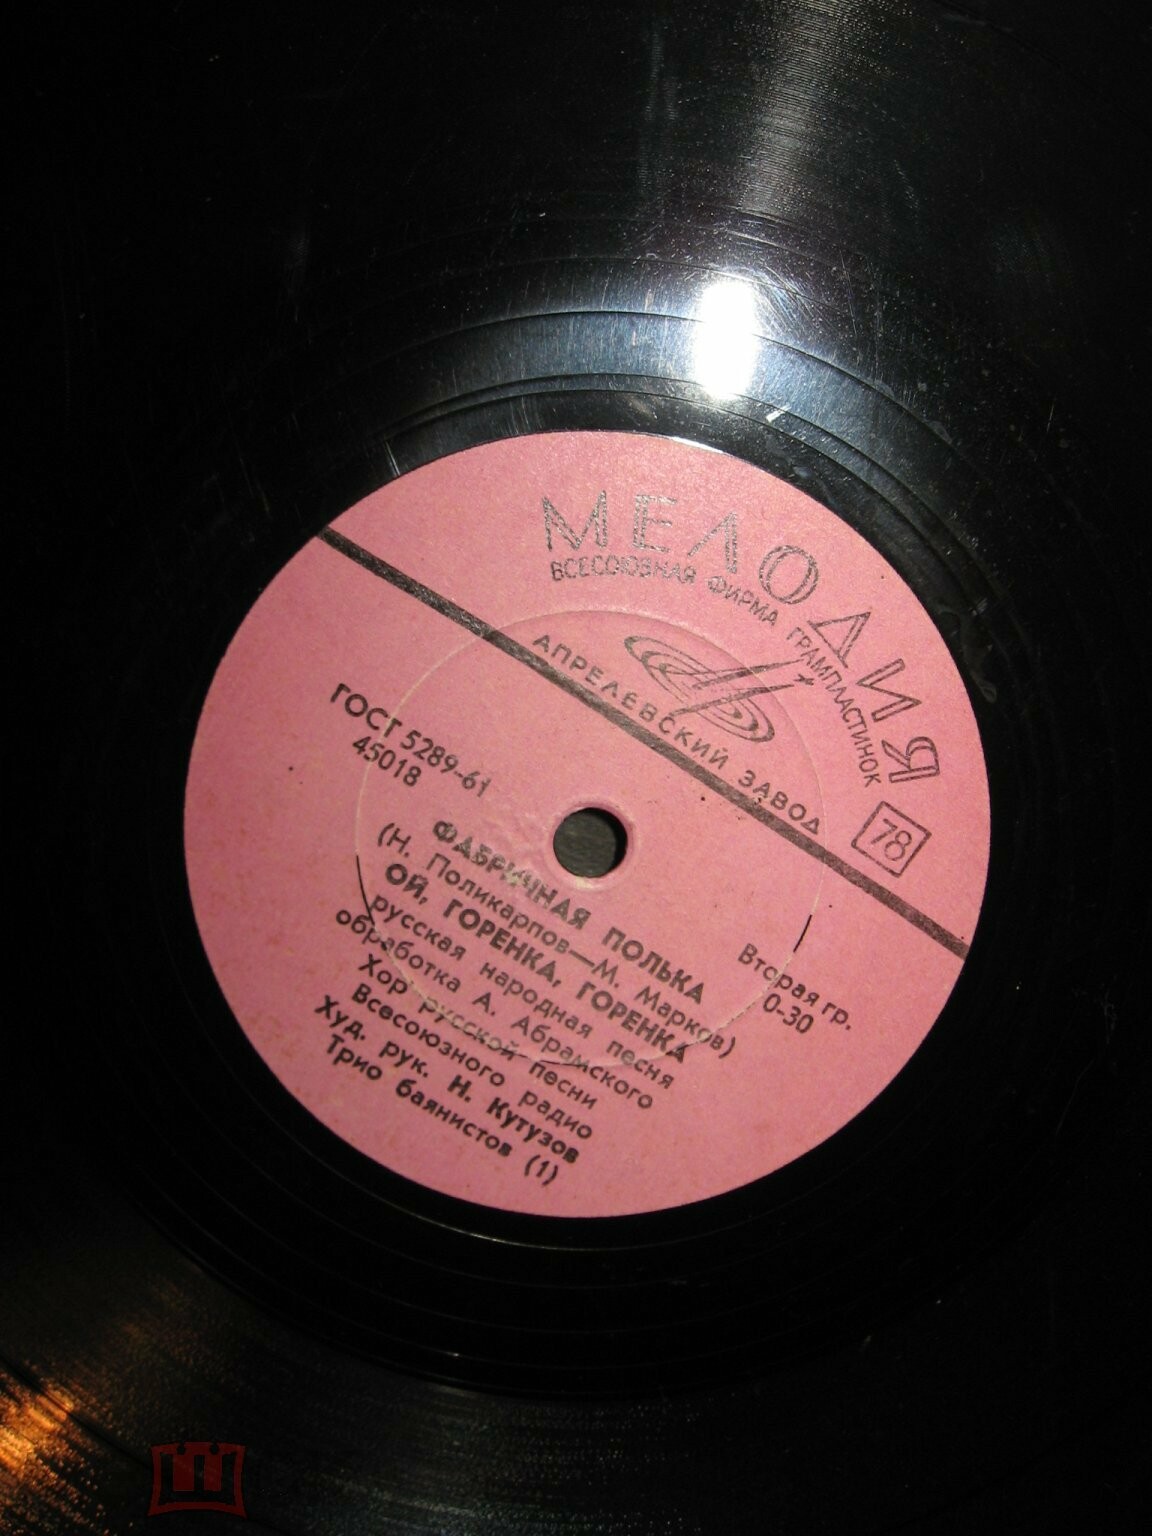 МЕЛОДИЯ
ВСЕСОЮЗНАЯ ФИРМА ГРАМПЛАСТИНОК
АПРЕЛЕВСКИЙ ЗАВОД
78
ГОСТ 5289-61
45018
Вторая гр.
0-30
ФАБРИЧНАЯ ПОЛЬКА
(Н. Поликарпов—М. Марков)
ОЙ, ГОРЕНКА, ГОРЕНКА
русская народная песня
обработка А. Абрамского
Хор русской песни
Всесоюзного радио
Худ. рук. Н. Кутузов
Трио баянистов (1)